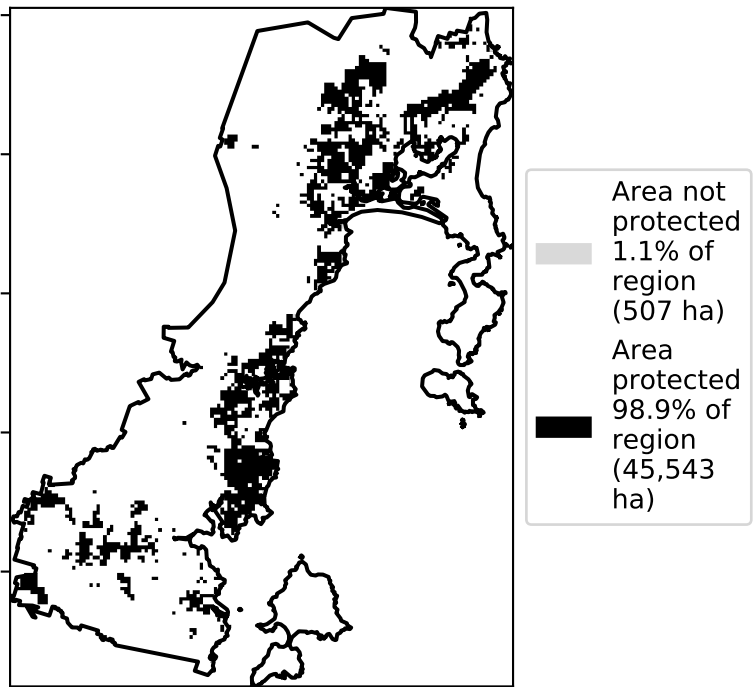 Area not
protected
1.1% of
region
(507 ha)
Area
protected
98.9% of
region
(45,543
ha)